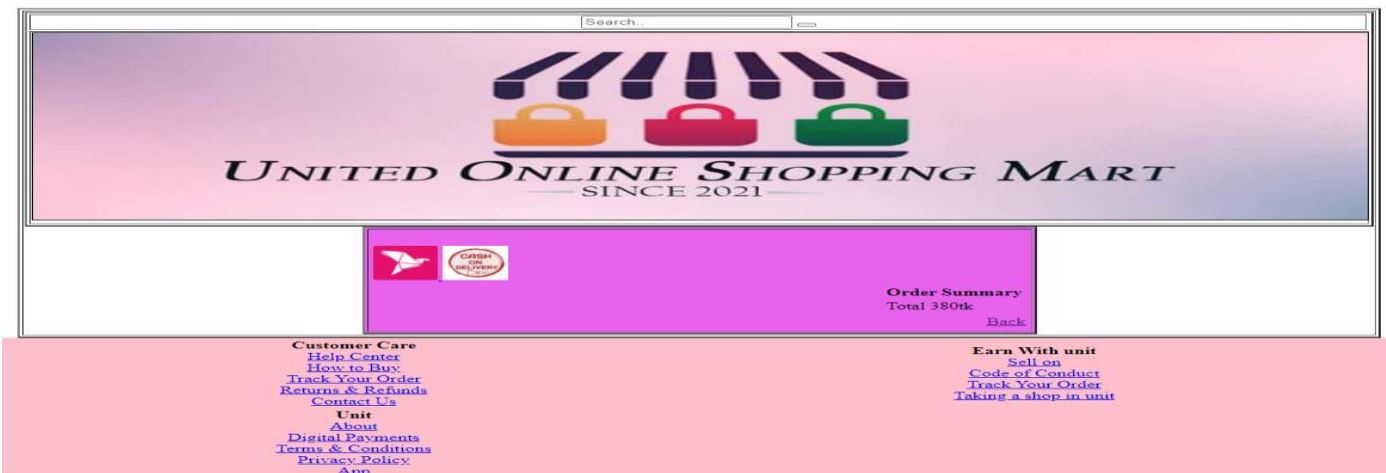 Search..
UNITED ONLINE SHOPPING MART
SINCE 2021
CASH
ON
DELIVERY
Order Summary
Total 380tk
Back
Customer Care
Help Center
How to Buy
Track Your Order
Returns & Refunds
Contact Us
Unit
About
Digital Payments
Terms & Conditions
Privacy Policy
App
Earn With unit
Sell on
Code of Conduct
Track Your Order
Taking a shop in unit